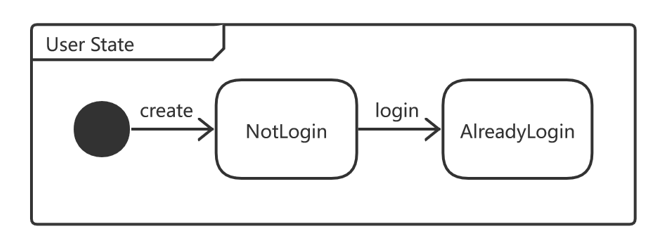 User State
create
NotLogin
login
AlreadyLogin